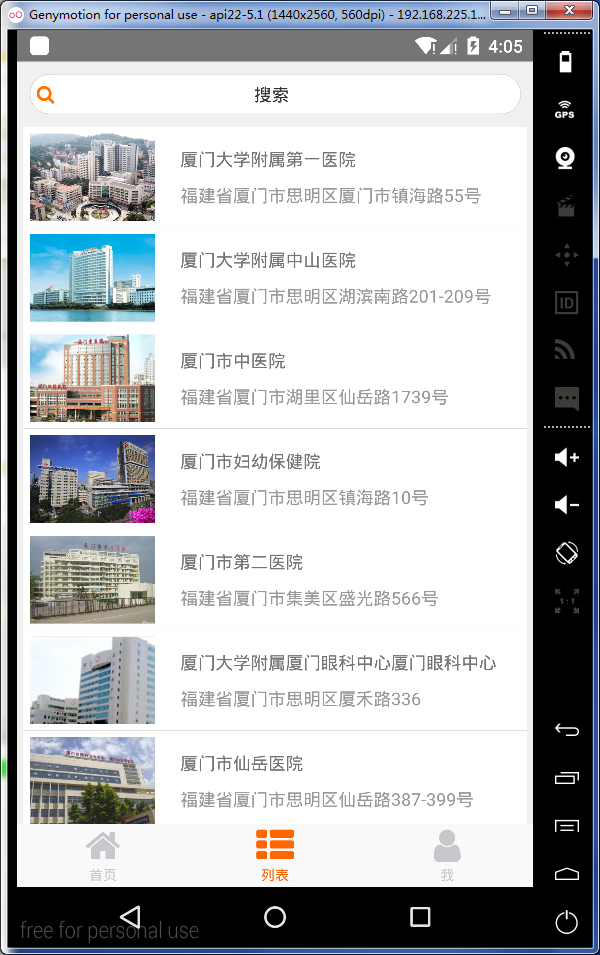 Genymotion for personal use - api22-5.1 (1440x2560, 560dpi) - 192.168.225.1...
4:05
搜索
GPS
厦门大学附属第一医院
福建省厦门市思明区厦门市镇海路55号
厦门大学附属中山医院
福建省厦门市思明区湖滨南路201-209号
ID
厦门市中医院
福建省厦门市湖里区仙岳路1739号
厦门市妇幼保健院
福建省厦门市思明区镇海路10号
厦门市第二医院
福建省厦门市集美区盛光路566号
1:1
厦门大学附属厦门眼科中心厦门眼科中心
福建省厦门市思明区厦禾路336
厦门市仙岳医院
福建省厦门市思明区仙岳路387-399号
首页
列表
我
free for personal use